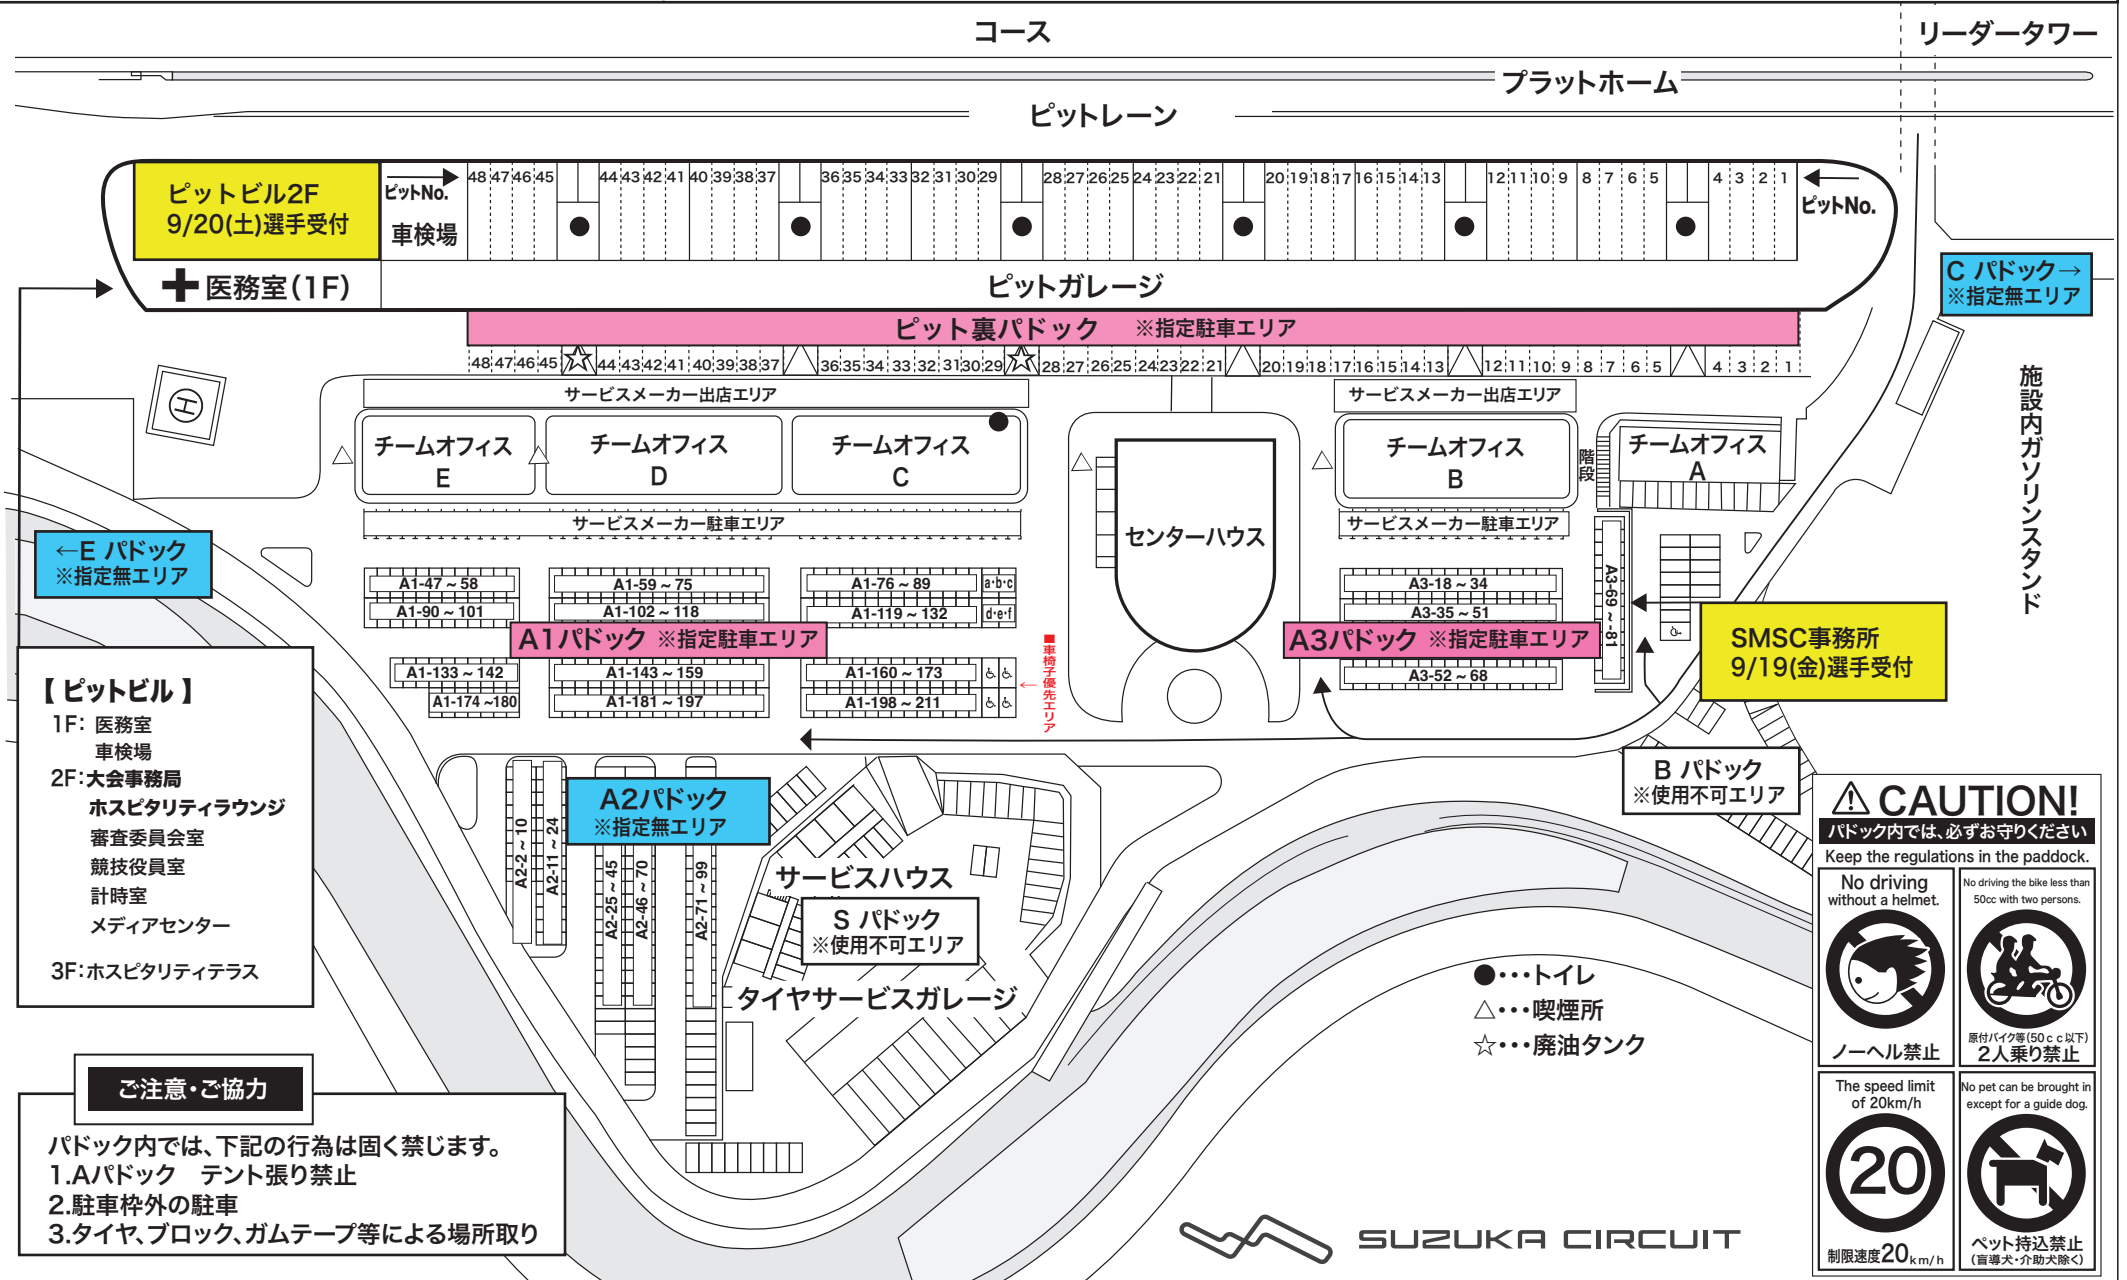 コース
リーダータワー
プラットホーム
ピットレーン
ピットビル2F
9/20(土)選手受付
ピットNo.
車検場
48 47 46 45 44 43 42 41 40 39 38 37 36 35 34 33 32 31 30 29 28 27 26 25 24 23 22 21 20 19 18 17 16 15 14 13 12 11 10 9 8 7 6 5 4 3 2 1
ピットNo.
医務室(1F)
ピットガレージ
C パドック→
※指定無エリア
ピット裏パドック ※指定駐車エリア
48 47 46 45 44 43 42 41 40 39 38 37 36 35 34 33 32 31 30 29 28 27 26 25 24 23 22 21 20 19 18 17 16 15 14 13 12 11 10 9 8 7 6 5 4 3 2 1
サービスメーカー出店エリア
サービスメーカー出店エリア
H
チームオフィス
E
チームオフィス
D
チームオフィス
C
チームオフィス
B
階段
チームオフィス
A
施設内ガソリンスタンド
サービスメーカー駐車エリア
サービスメーカー駐車エリア
センターハウス
←E パドック
※指定無エリア
A1-47 ~ 58
A1-59 ~ 75
A1-76 ~ 89
a・b・c
A1-90 ~ 101
A1-102 ~ 118
A1-119 ~ 132
d・e・f
A1パドック ※指定駐車エリア
A1-133 ~ 142
A1-143 ~ 159
A1-160 ~ 173
A1-174 ~180
A1-181 ~ 197
A1-198 ~ 211
■車椅子優先エリア
←
A3-18 ~ 34
A3-35 ~ 51
A3パドック ※指定駐車エリア
A3-52 ~ 68
A3-69 ~ -81
SMSC事務所
9/19(金)選手受付
B パドック
※使用不可エリア
【 ピットビル 】
1F: 医務室
車検場
2F:大会事務局
ホスピタリティラウンジ
審査委員会室
競技役員室
計時室
メディアセンター
3F:ホスピタリティテラス
A2パドック
※指定無エリア
A2-2 ~ 10
A2-11 ~ 24
A2-25 ~ 45
A2-46 ~ 70
A2-71 ~ 99
サービスハウス
S パドック
※使用不可エリア
タイヤサービスガレージ
●・・・トイレ
△・・・喫煙所
☆・・・廃油タンク
ご注意・ご協力
パドック内では、下記の行為は固く禁じます。
1.Aパドック テント張り禁止
2.駐車枠外の駐車
3.タイヤ、ブロック、ガムテープ等による場所取り
SUZUKA CIRCUIT
CAUTION!
パドック内では、必ずお守りください
Keep the regulations in the paddock.
No driving
without a helmet.
ノーヘル禁止
No driving the bike less than
50cc with two persons.
原付バイク等(50cc以下)
2人乗り禁止
The speed limit
of 20km/h
20
制限速度20km/h
No pet can be brought in
except for a guide dog.
ペット持込禁止
(盲導犬・介助犬除く)